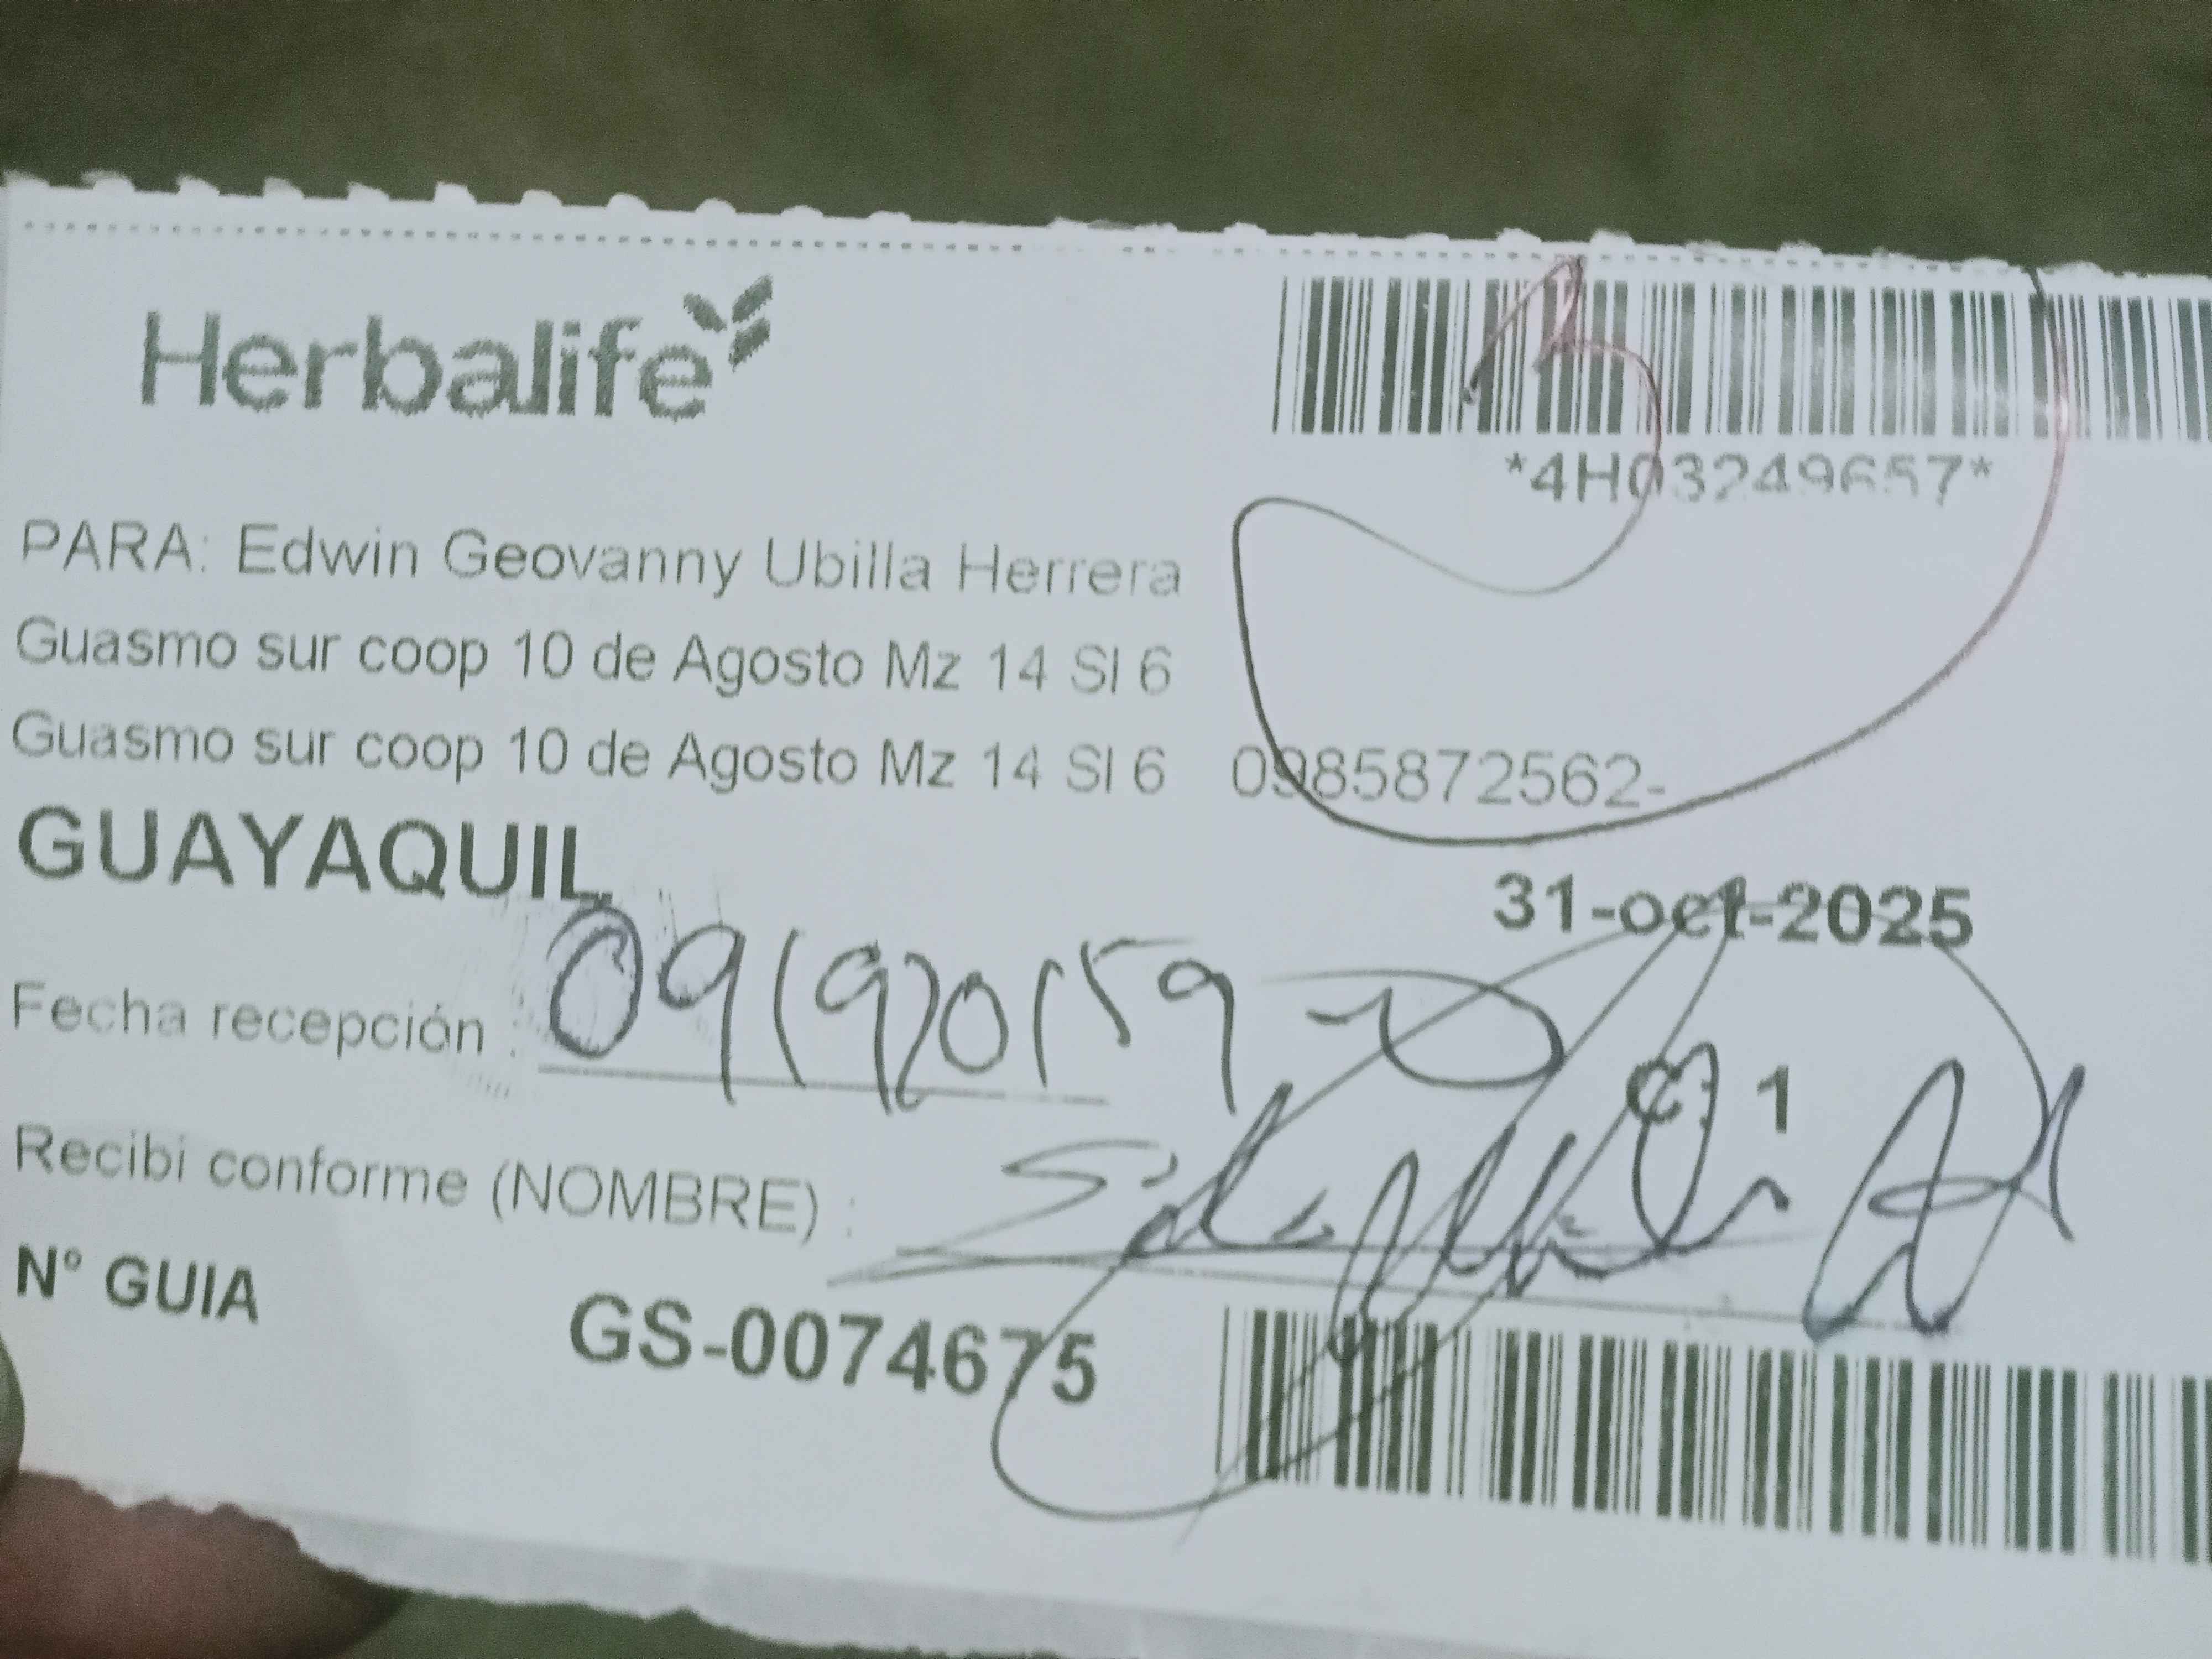 Herbalife
*4H03249657*
PARA: Edwin Geovanny Ubilla Herrera
Guasmo sur coop 10 de Agosto Mz 14 Sl 6
Guasmo sur coop 10 de Agosto Mz 14 Sl 6 0985872562-
GUAYAQUIL
31-oct-2025
Fecha recepción :
C: 1
Recibi conforme (NOMBRE) :
N° GUIA GS-0074675